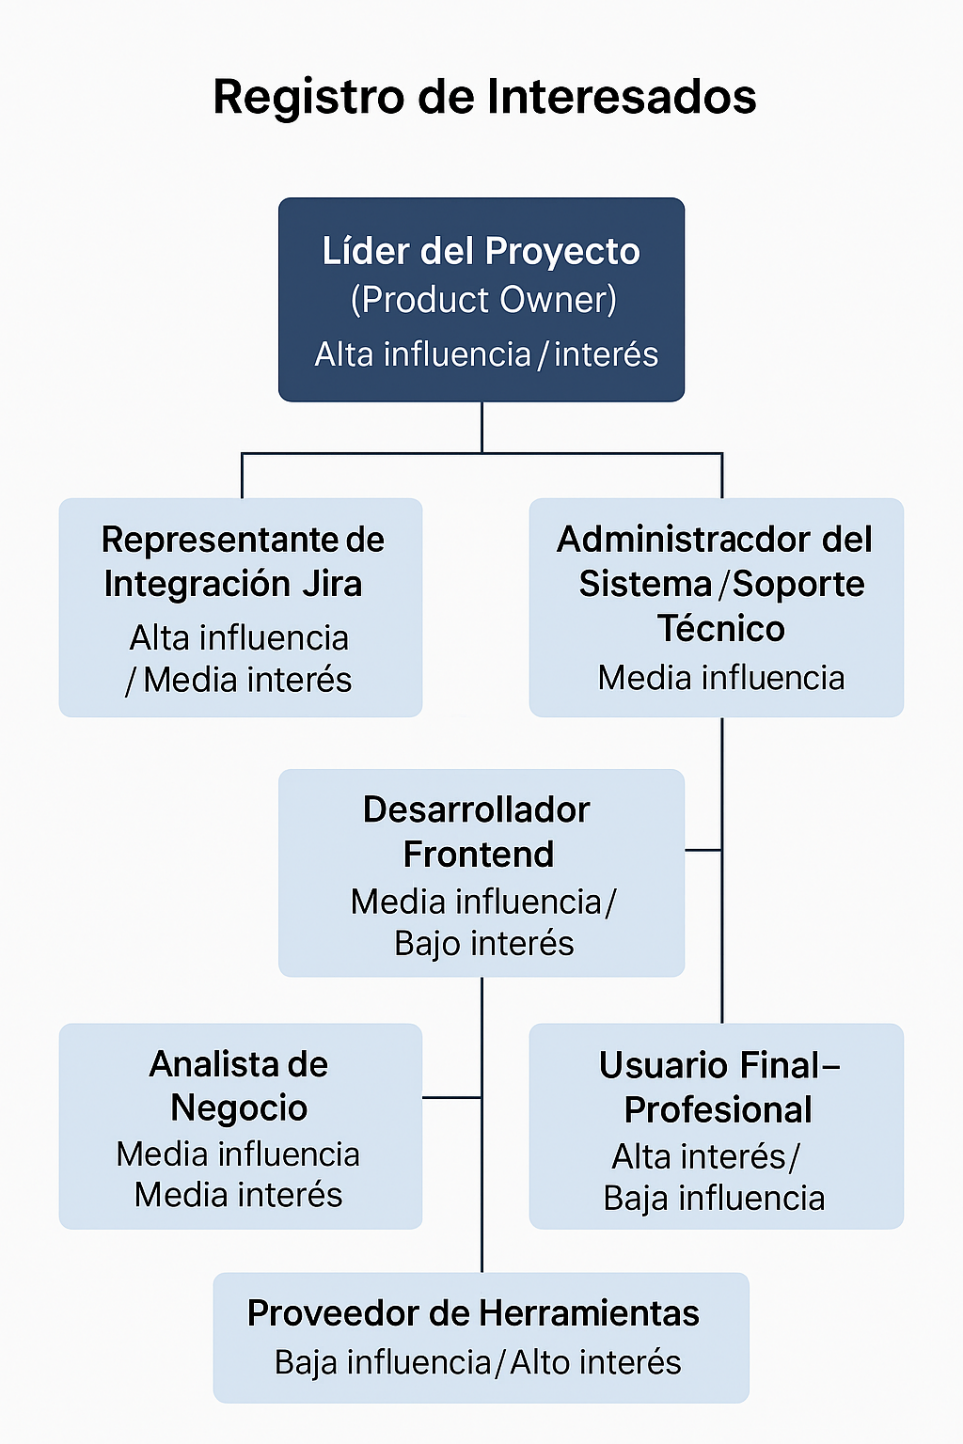 Registro de Interesados
Líder del Proyecto
(Product Owner)
Alta influencia/interés
Representante de
Integración Jira
Alta influencia
/Media interés
Administracdor del
Sistema/Soporte
Técnico
Media influencia
Desarrollador
Frontend
Media influencia/
Bajo interés
Analista de
Negocio
Media influencia
Media interés
Usuario Final–
Profesional
Alta interés/
Baja influencia
Proveedor de Herramientas
Baja influencia/Alto interés